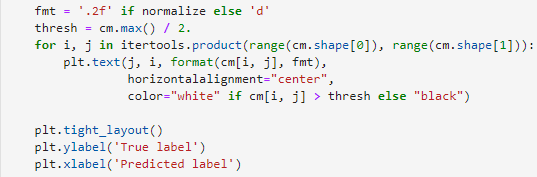 fmt = '.2f' if normalize else 'd'
thresh = cm.max() / 2.
for i, j in itertools.product(range(cm.shape[0]), range(cm.shape[1])):
    plt.text(j, i, format(cm[i, j], fmt),
             horizontalalignment="center",
             color="white" if cm[i, j] > thresh else "black")

plt.tight_layout()
plt.ylabel('True label')
plt.xlabel('Predicted label')